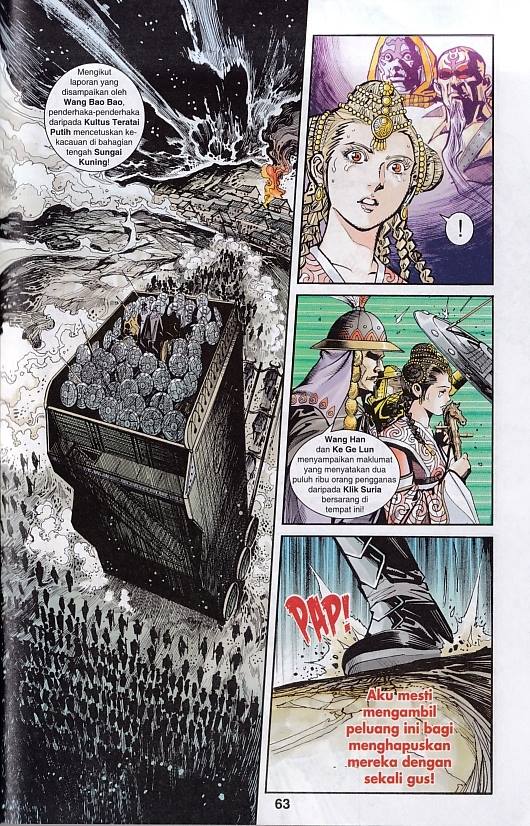 Mengikut
laporan yang
disampaikan oleh
Wang Bao Bao,
penderhaka-penderhaka
daripada Kultus Teratai
Putih mencetuskan ke-
kacauan di bahagian
tengah Sungai
Kuning!
!
Wang Han
dan Ke Ge Lun
menyampaikan maklumat
yang menyatakan dua
puluh ribu orang pengganas
daripada Klik Suria
bersarang di
tempat ini!
PAP!
Aku mesti
mengambil
peluang ini bagi
menghapuskan
mereka dengan
sekali gus!
63